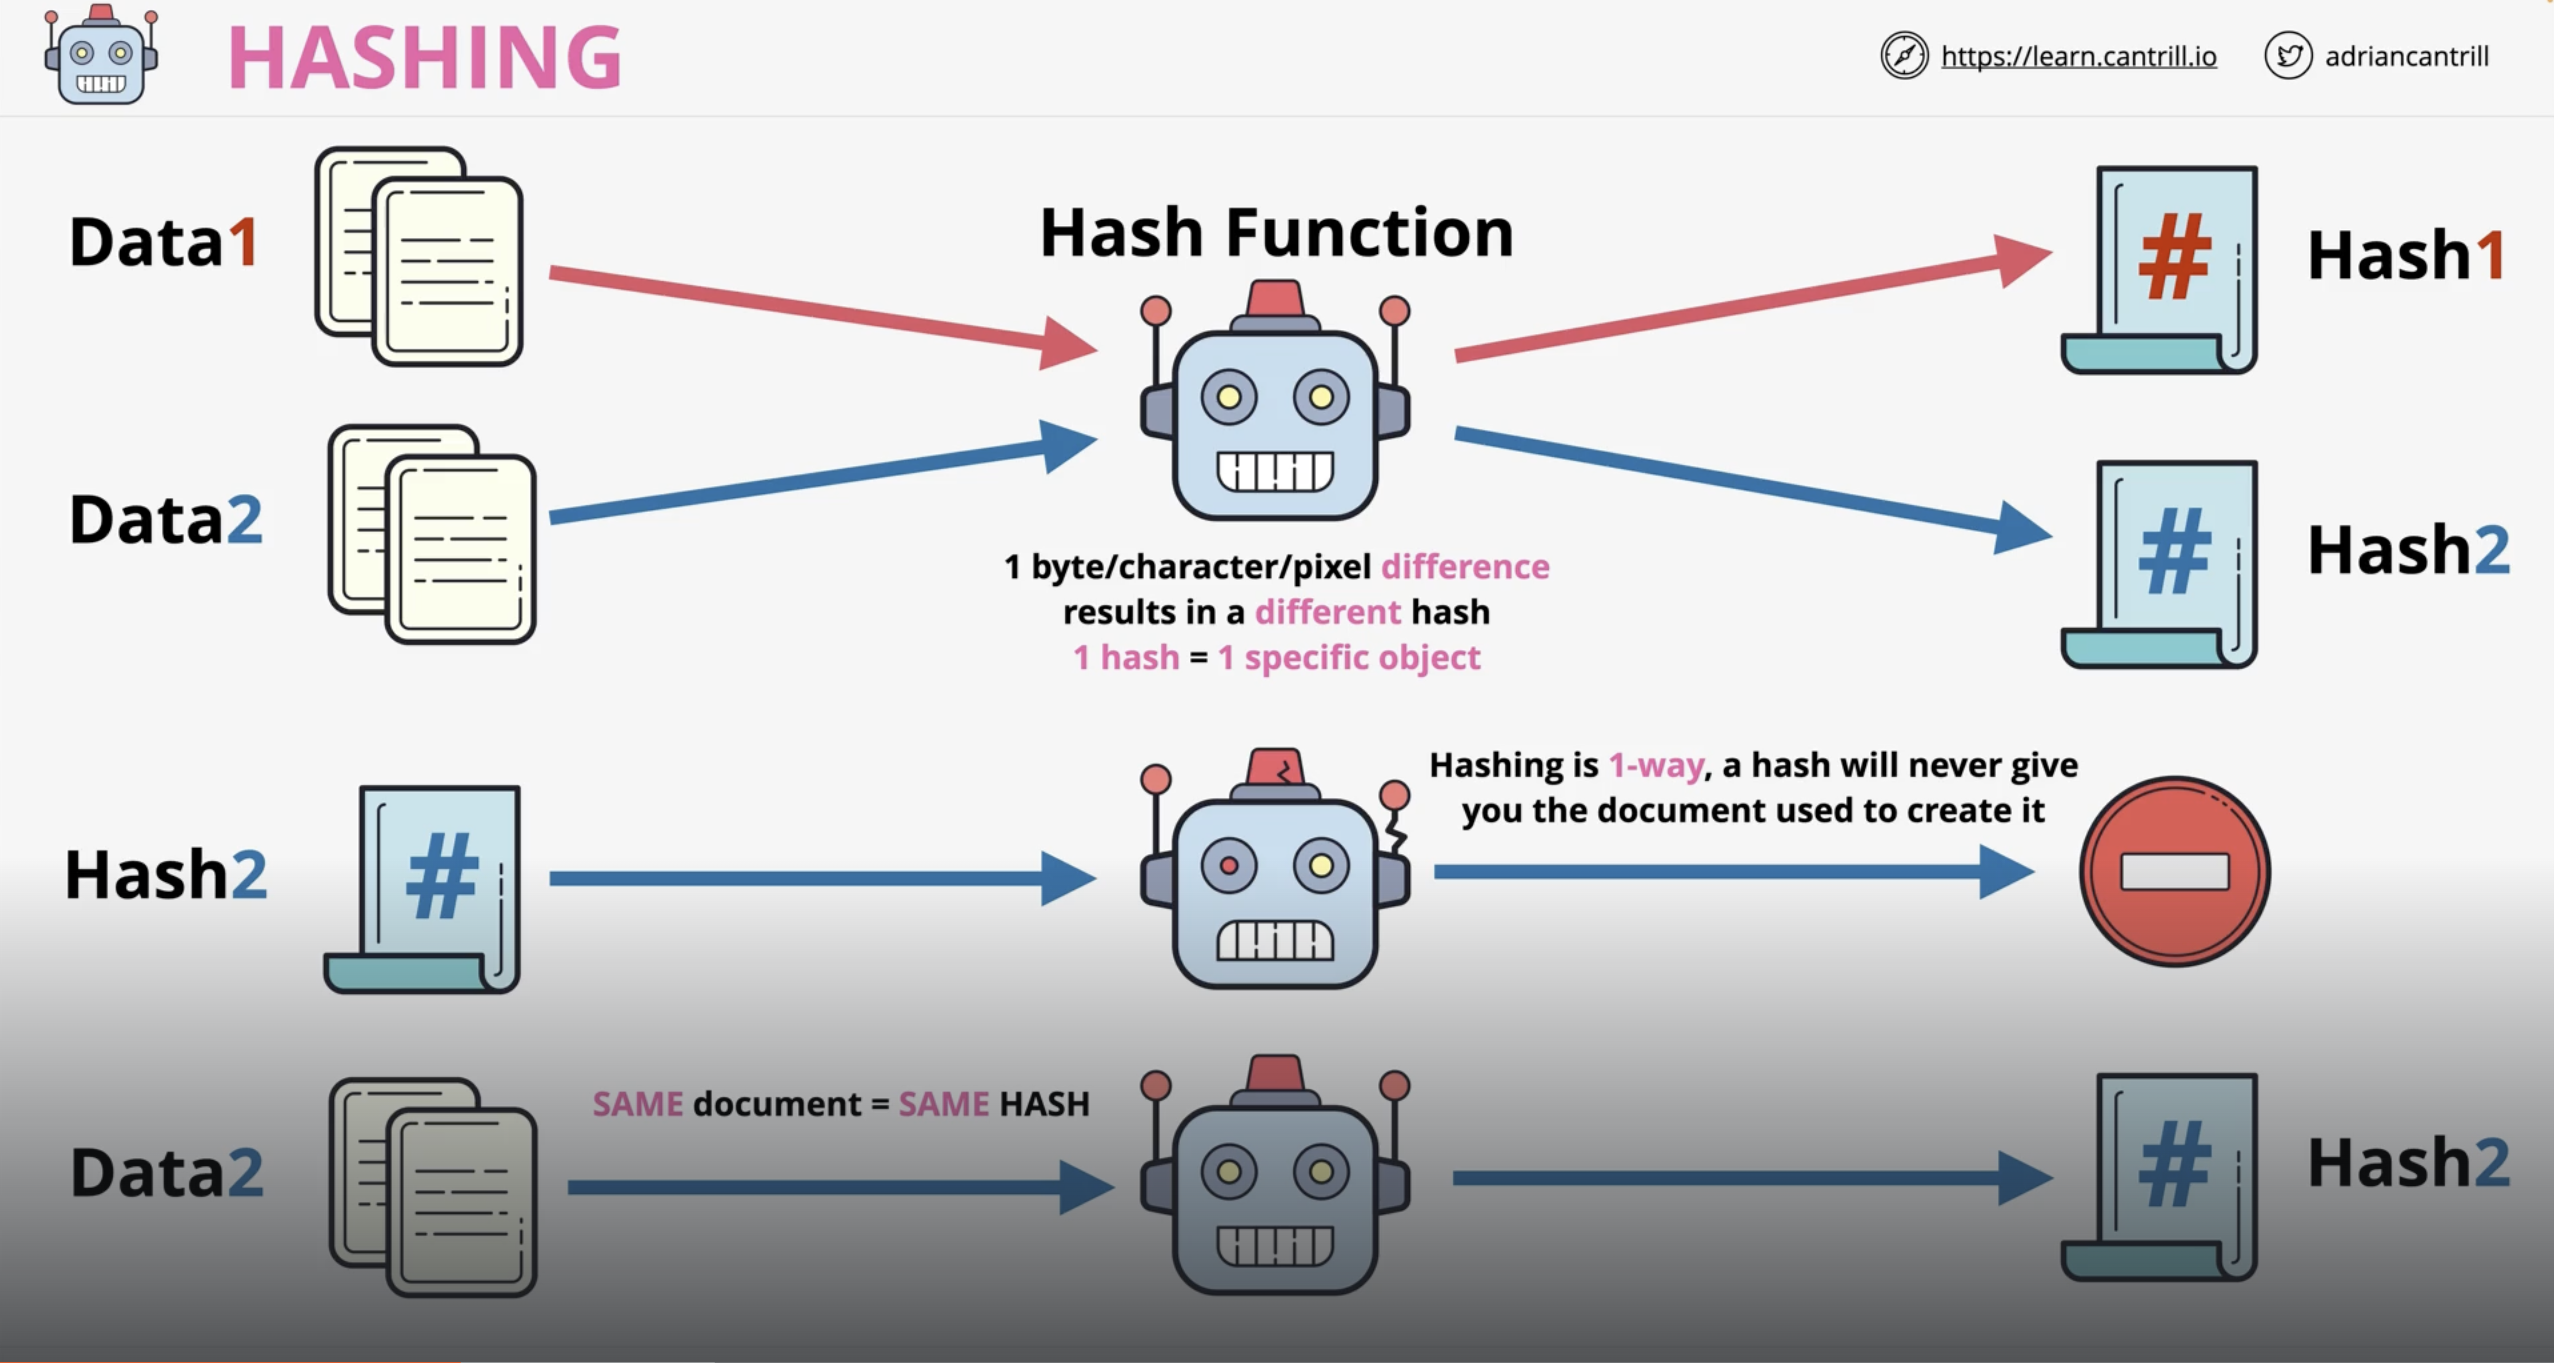 HASHING
https://learn.cantrill.io
adriancantrill
Data1
Hash Function
#
Hash1
Data2
1 byte/character/pixel difference
results in a different hash
1 hash = 1 specific object
#
Hash2
Hashing is 1-way, a hash will never give
you the document used to create it
Hash2
#
SAME document = SAME HASH
Data2
#
Hash2